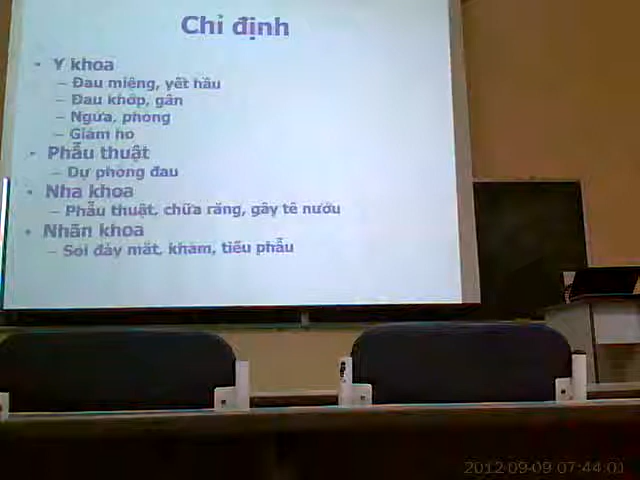 Chỉ định
• Y khoa
– Đau miệng, yết hầu
– Đau khớp, gân
– Ngứa, phỏng
– Giảm ho
• Phẫu thuật
– Dự phòng đau
• Nha khoa
– Phẫu thuật, chữa răng, gây tê nướu
• Nhãn khoa
– Soi đáy mắt, khám, tiểu phẫu
2012-09-09 07:44:01